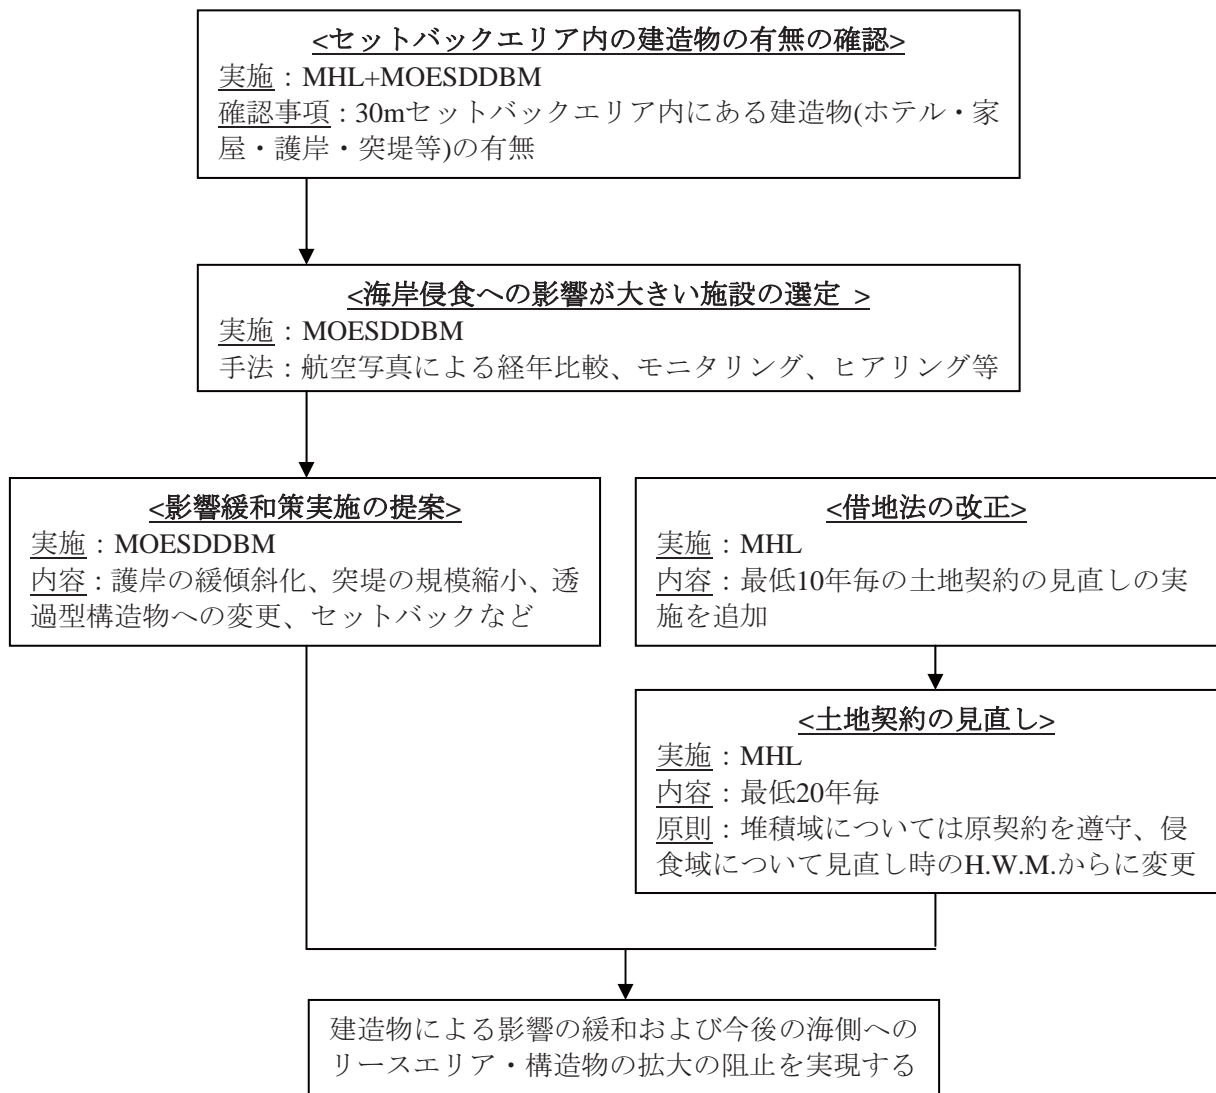 <セットバックエリア内の建造物の有無の確認>
実施：MHL+MOESDDBM
確認事項：30mセットバックエリア内にある建造物(ホテル・家
屋・護岸・突堤等)の有無
<海岸侵食への影響が大きい施設の選定 >
実施：MOESDDBM
手法：航空写真による経年比較、モニタリング、ヒアリング等
<影響緩和策実施の提案>
実施：MOESDDBM
内容：護岸の緩傾斜化、突堤の規模縮小、透
過型構造物への変更、セットバックなど
<借地法の改正>
実施：MHL
内容：最低10年毎の土地契約の見直しの実
施を追加
<土地契約の見直し>
実施：MHL
内容：最低20年毎
原則：堆積域については原契約を遵守、侵
食域について見直し時のH.W.M.からに変更
建造物による影響の緩和および今後の海側への
リースエリア・構造物の拡大の阻止を実現する